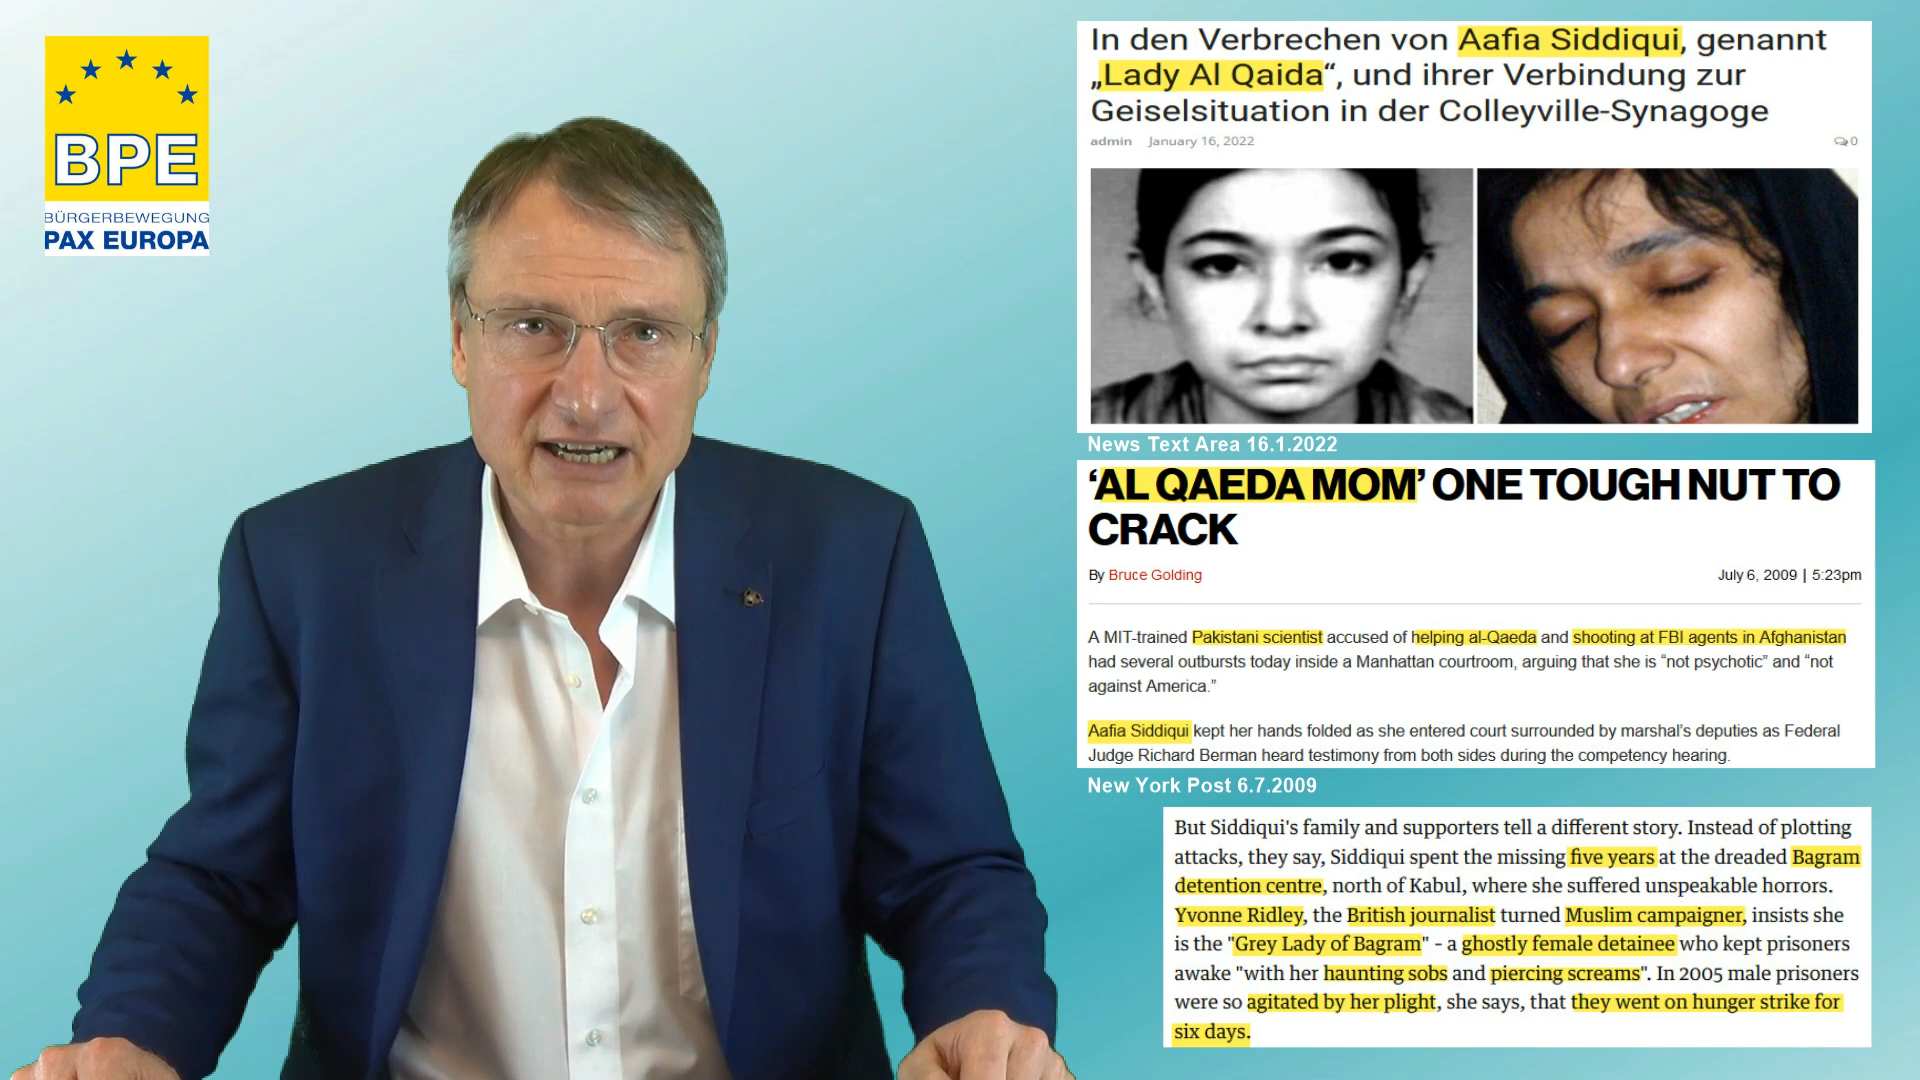 BPE
BÜRGERBEWEGUNG
PAX EUROPA
In den Verbrechen von Aafia Siddiqui, genannt
„Lady Al Qaida“, und ihrer Verbindung zur
Geiselsituation in der Colleyville-Synagoge
admin January 16, 2022 0
News Text Area 16.1.2022
‘AL QAEDA MOM’ ONE TOUGH NUT TO
CRACK
By Bruce Golding July 6, 2009 | 5:23pm
A MIT-trained Pakistani scientist accused of helping al-Qaeda and shooting at FBI agents in Afghanistan
had several outbursts today inside a Manhattan courtroom, arguing that she is “not psychotic” and “not
against America.”
Aafia Siddiqui kept her hands folded as she entered court surrounded by marshal’s deputies as Federal
Judge Richard Berman heard testimony from both sides during the competency hearing.
New York Post 6.7.2009
But Siddiqui's family and supporters tell a different story. Instead of plotting
attacks, they say, Siddiqui spent the missing five years at the dreaded Bagram
detention centre, north of Kabul, where she suffered unspeakable horrors.
Yvonne Ridley, the British journalist turned Muslim campaigner, insists she
is the "Grey Lady of Bagram" - a ghostly female detainee who kept prisoners
awake "with her haunting sobs and piercing screams". In 2005 male prisoners
were so agitated by her plight, she says, that they went on hunger strike for
six days.